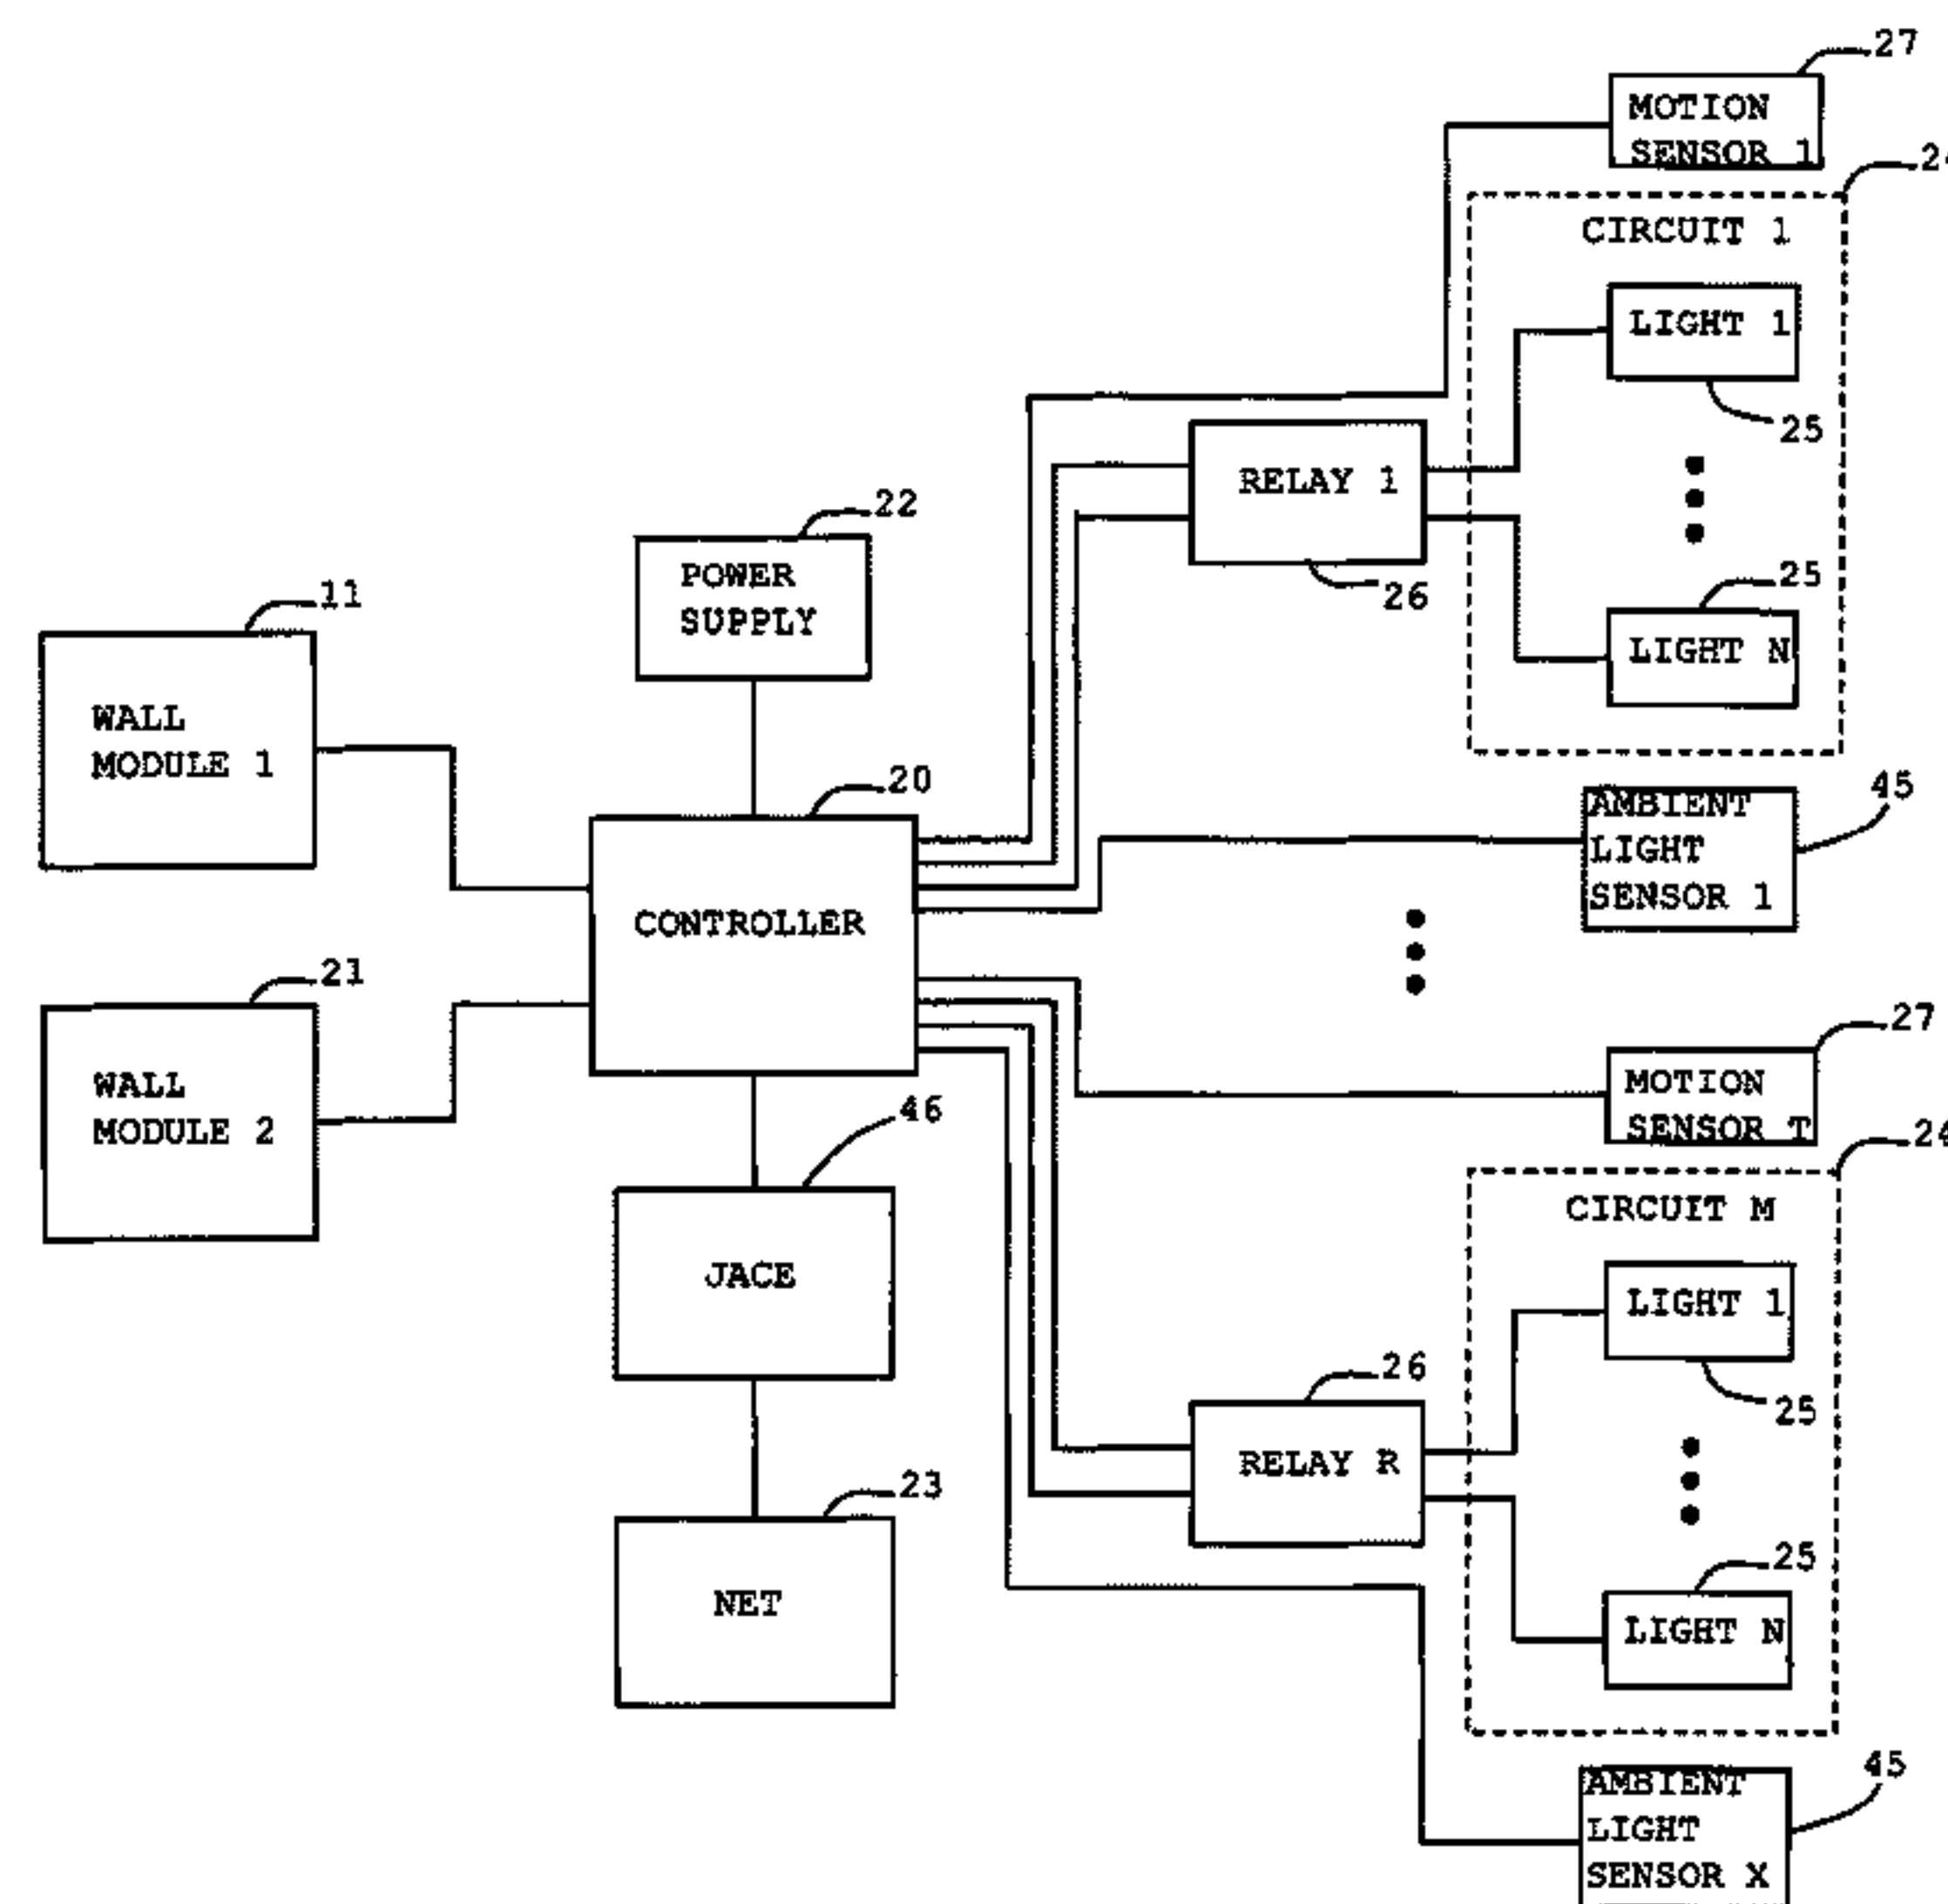 27
MOTION
SENSOR 1
CIRCUIT 1
LIGHT 1
25
RELAY 1
26
25
LIGHT N
22
POWER
SUPPLY
11
WALL
MODULE 1
20
CONTROLLER
45
AMBIENT
LIGHT
SENSOR 1
21
WALL
MODULE 2
27
MOTION
SENSOR T
46
JACE
CIRCUIT M
LIGHT 1
25
26
RELAY R
23
NET
25
LIGHT N
45
AMBIENT
LIGHT
SENSOR X